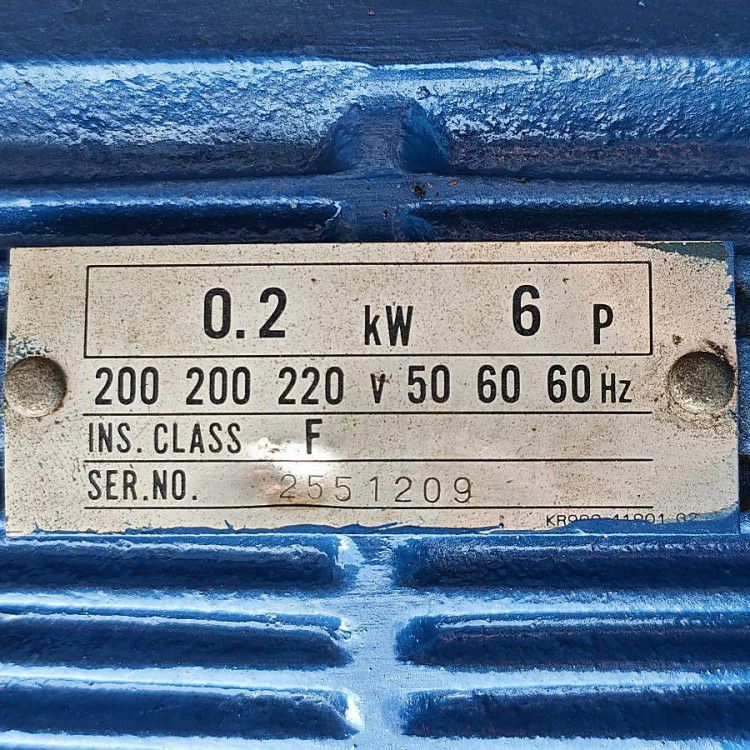 0.2 kW 6 P
200 200 220 V 50 60 60 Hz
INS. CLASS F
SER.NO. 2551209